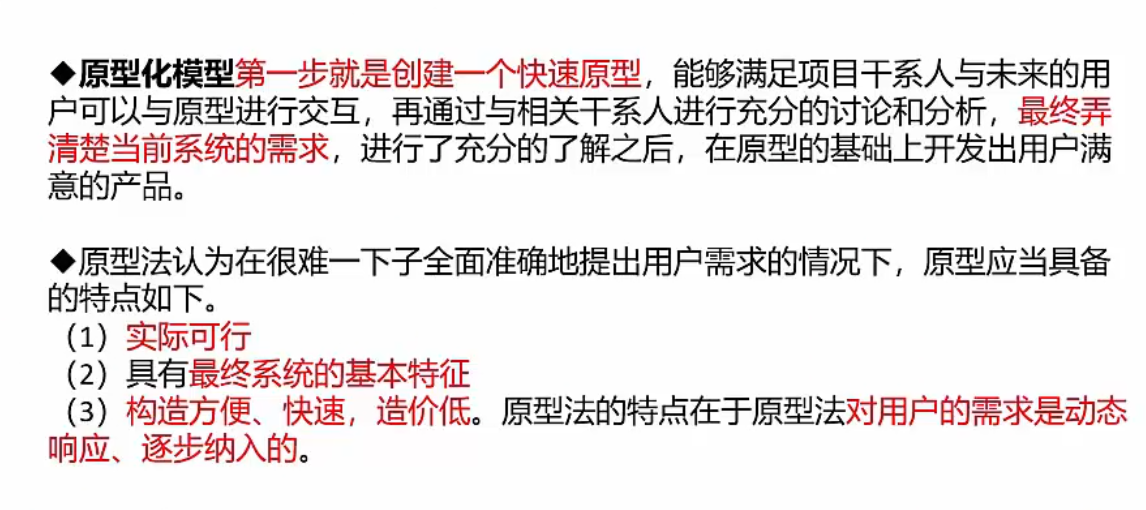 ◆原型化模型第一步就是创建一个快速原型，能够满足项目干系人与未来的用
户可以与原型进行交互，再通过与相关干系人进行充分的讨论和分析，最终弄
清楚当前系统的需求，进行了充分的了解之后，在原型的基础上开发出用户满
意的产品。
◆原型法认为在很难一下子全面准确地提出用户需求的情况下，原型应当具备
的特点如下。
（1）实际可行
（2）具有最终系统的基本特征
（3）构造方便、快速，造价低。原型法的特点在于原型法对用户的需求是动态
响应、逐步纳入的。